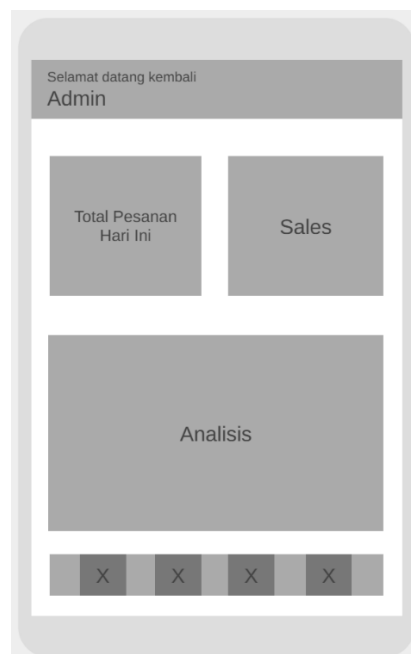 Selamat datang kembali
Admin
Total Pesanan
Hari Ini
Sales
Analisis
X X X X